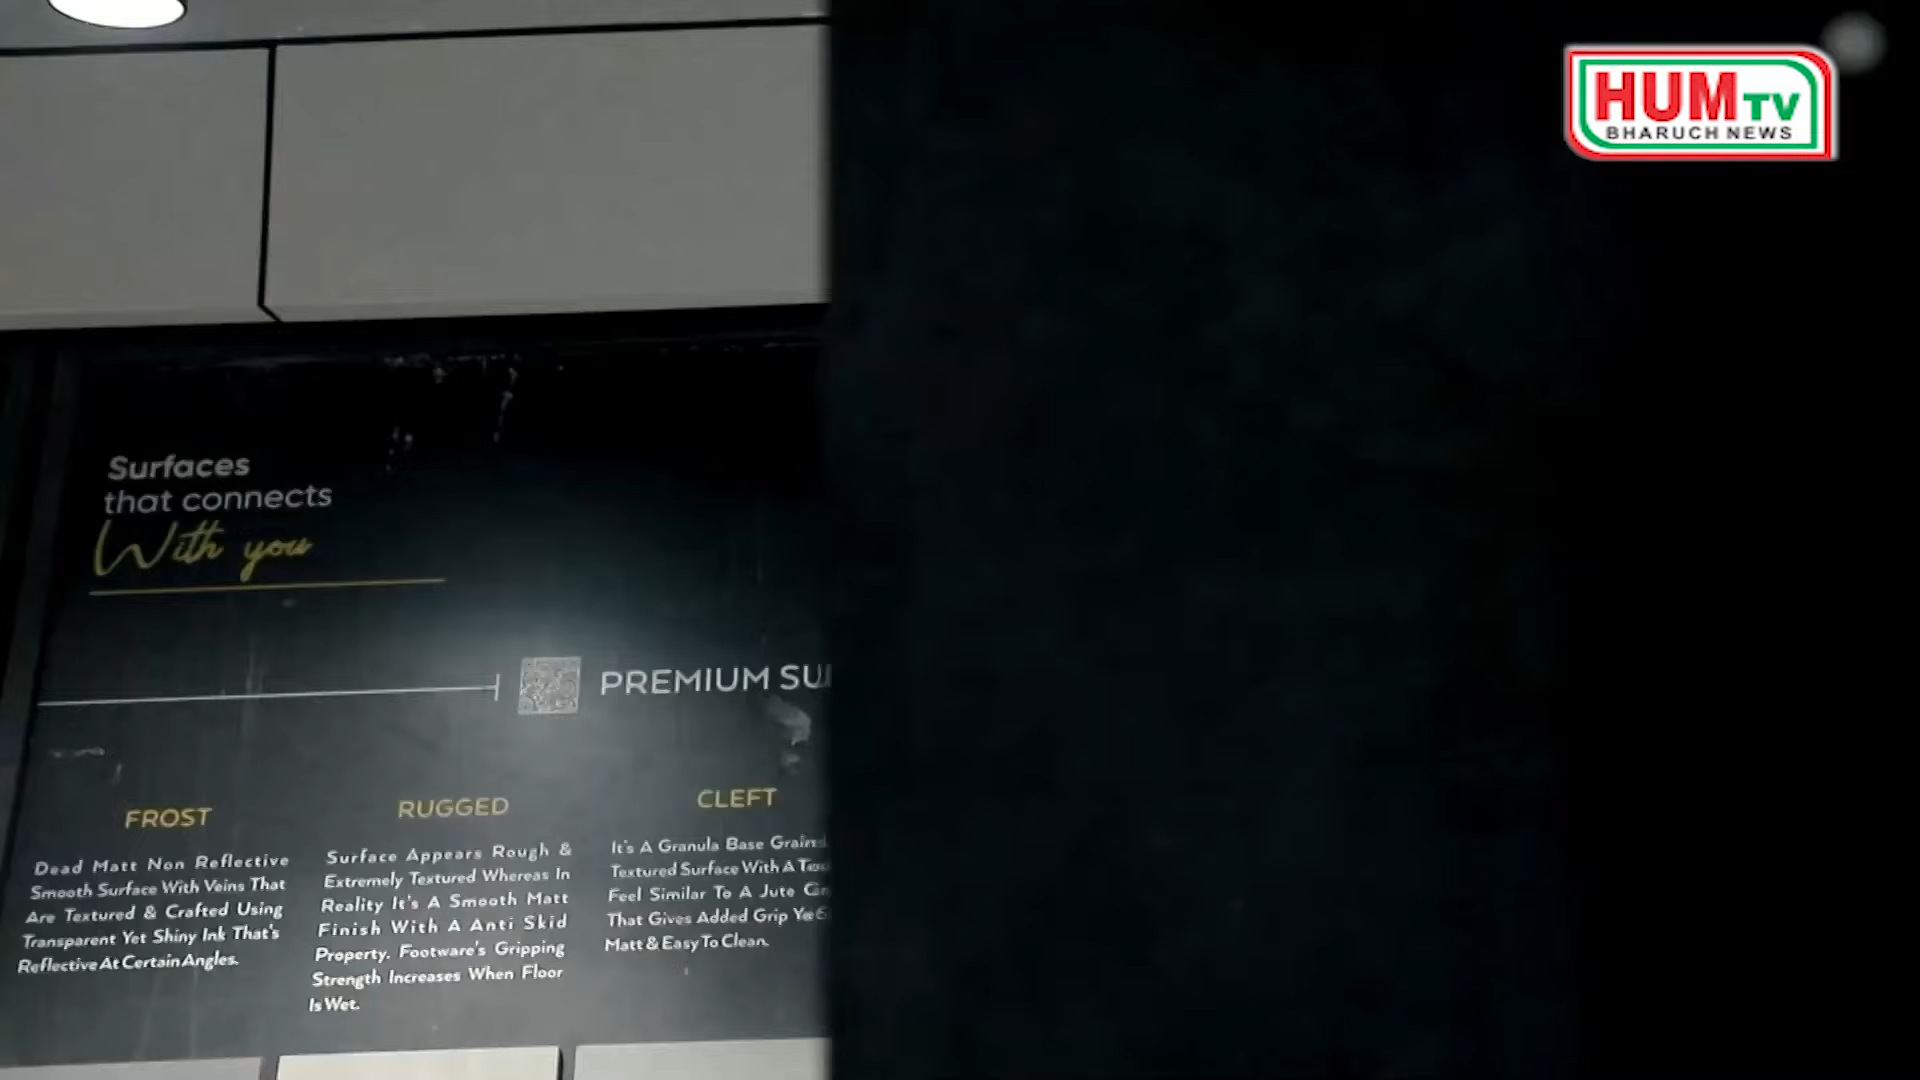 HUM TV
BHARUCH NEWS
Surfaces
that connects
With you
PREMIUM
FROST
Dead Matt Non Reflective
Smooth Surface With Veins That
Are Textured & Crafted Using
Transparent Yet Shiny Ink That's
Reflective At Certain Angles.
RUGGED
Surface Appears Rough &
Extremely Textured Whereas In
Reality It's A Smooth Matt
Finish With A Anti Skid
Property. Footware's Gripping
Strength Increases When Floor
Is Wet.
CLEFT
It's A Granula Base Grains
Textured Surface With A
Feel Similar To A Jute
That Gives Added Grip
Matt & Easy To Clean.